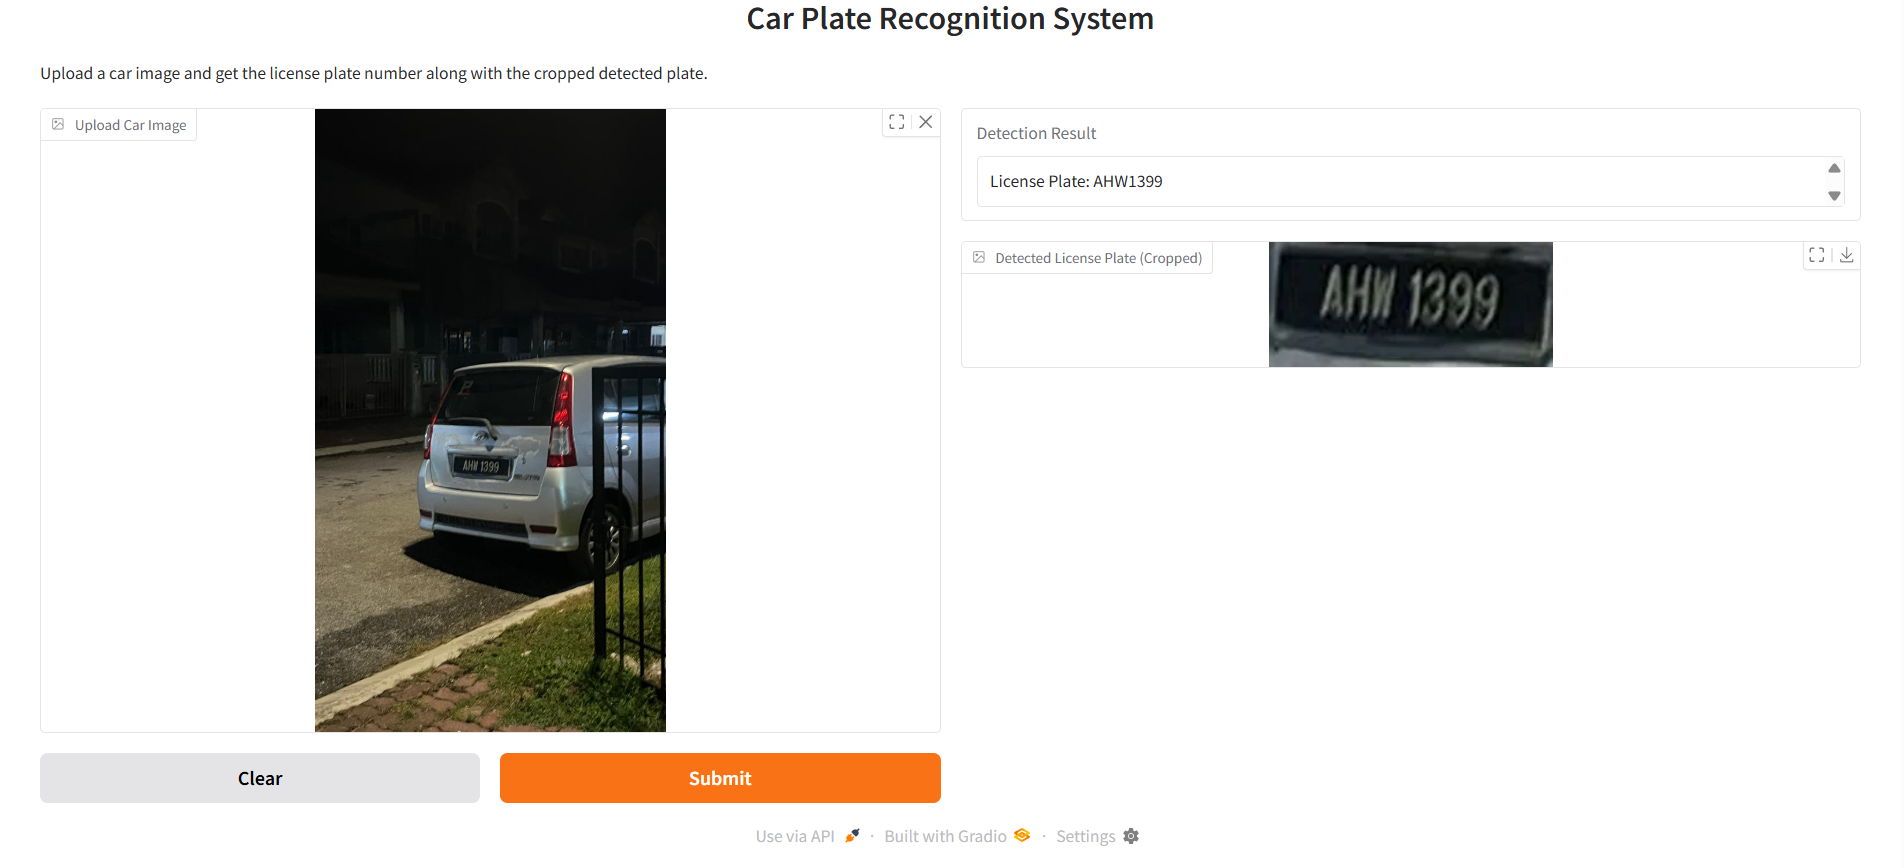 Car Plate Recognition System
Upload a car image and get the license plate number along with the cropped detected plate.
Upload Car Image
P
AHW 1399
Detection Result
License Plate: AHW1399
Detected License Plate (Cropped)
AHW 1399
Clear
Submit
Use via API · Built with Gradio · Settings